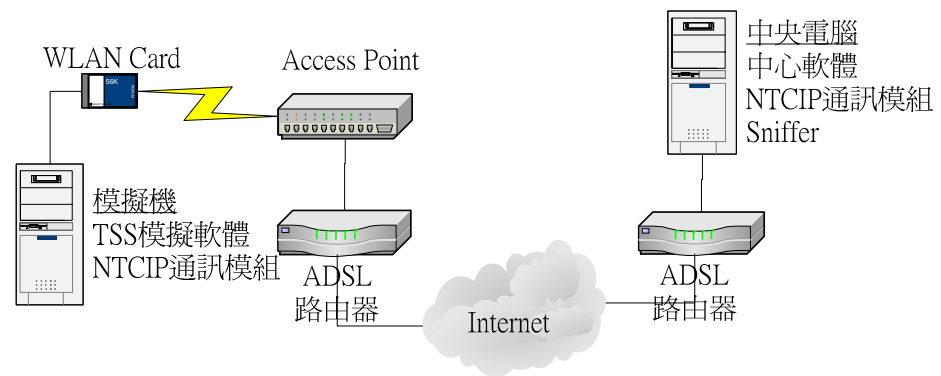 WLAN Card
56K
Access Point
模擬機
TSS模擬軟體
NTCIP通訊模組
ADSL
路由器
Internet
中央電腦
中心軟體
NTCIP通訊模組
Sniffer
ADSL
路由器